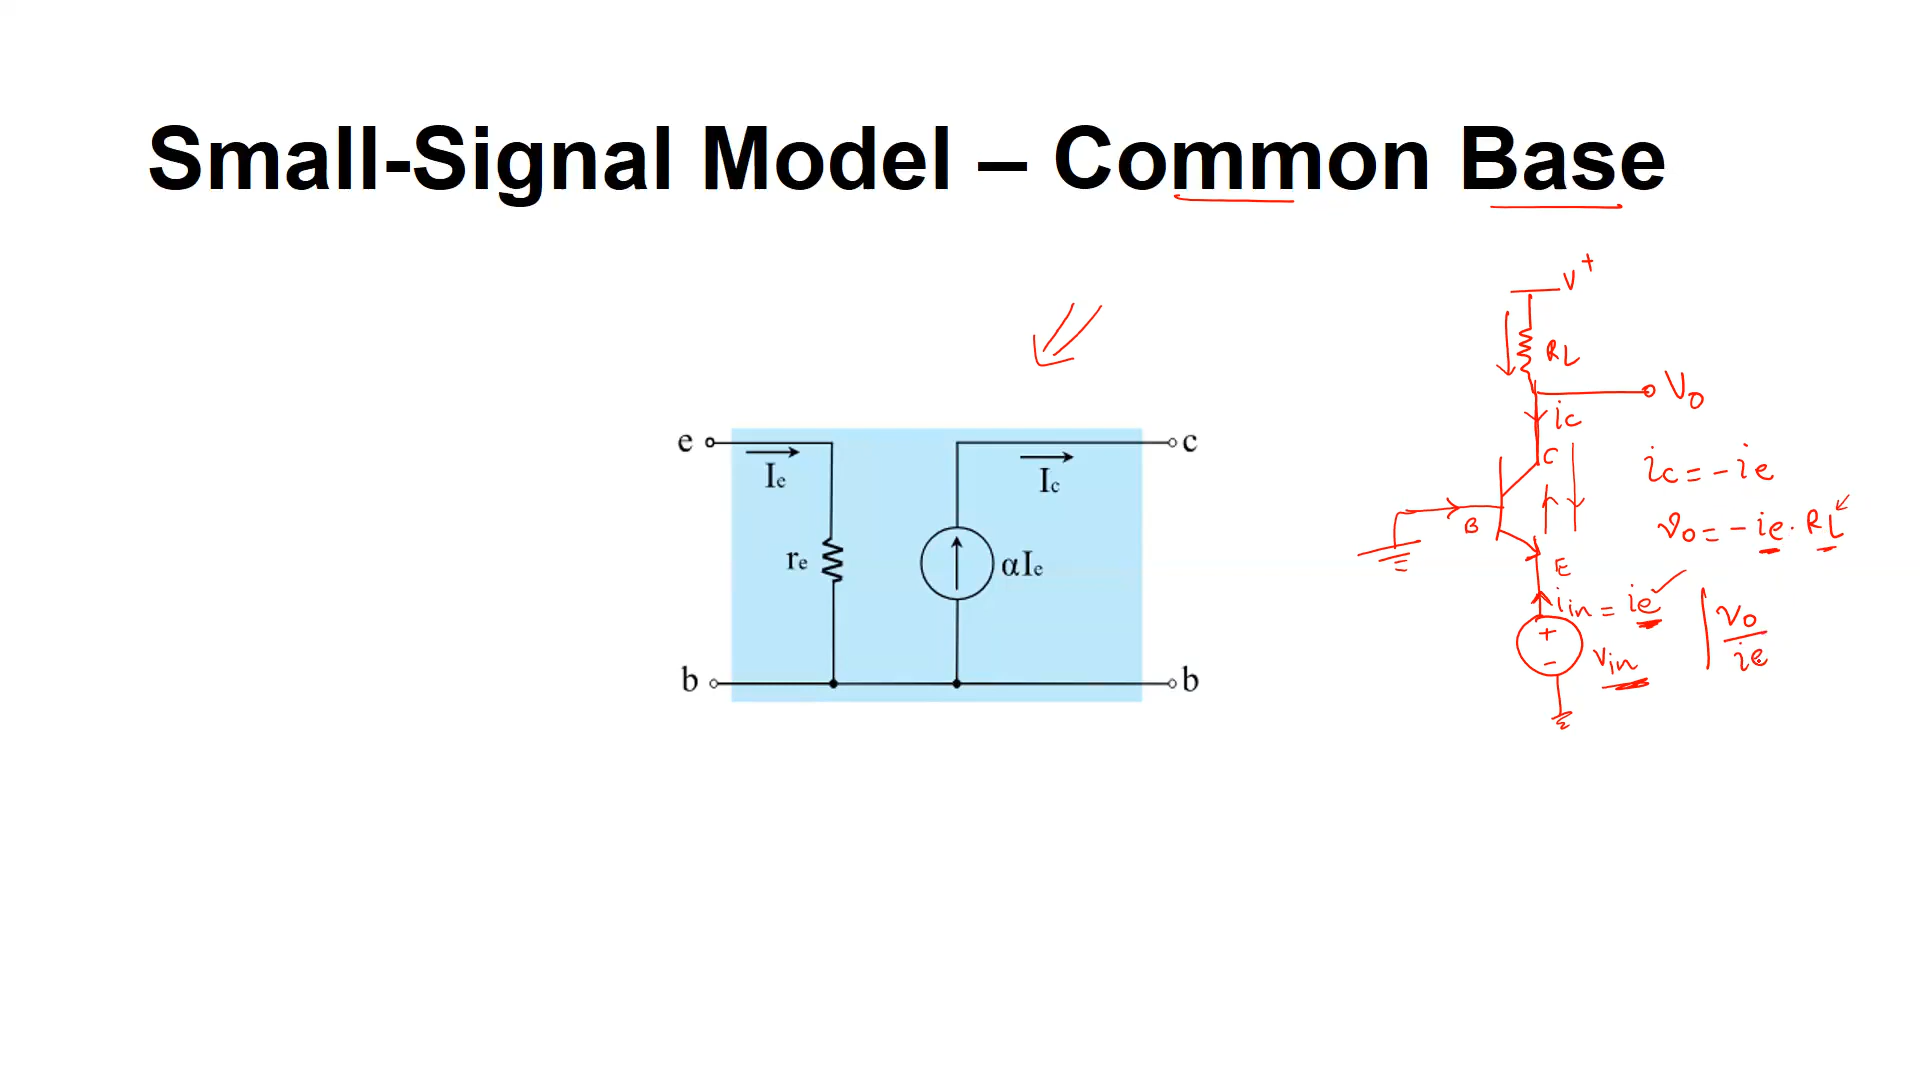 Small-Signal Model – Common Base
V+
RL
Vo
ic
e
Ie
Ic
c
C
ic = - ie
B
vo = - ie . RL
re
αIe
E
iin = ie
vo
ie
+
-
vin
b
b